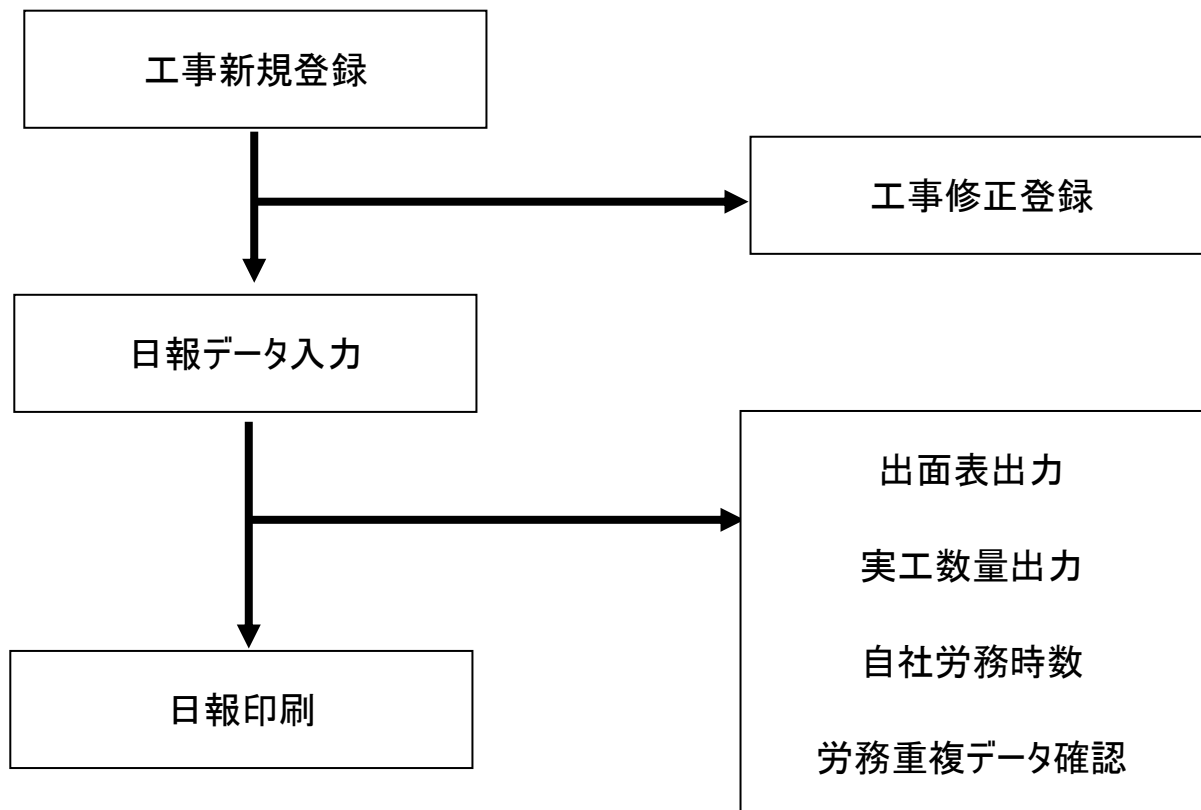 工事新規登録
工事修正登録
日報データ入力
出面表出力
実工数量出力
自社労務時数
日報印刷
労務重複データ確認